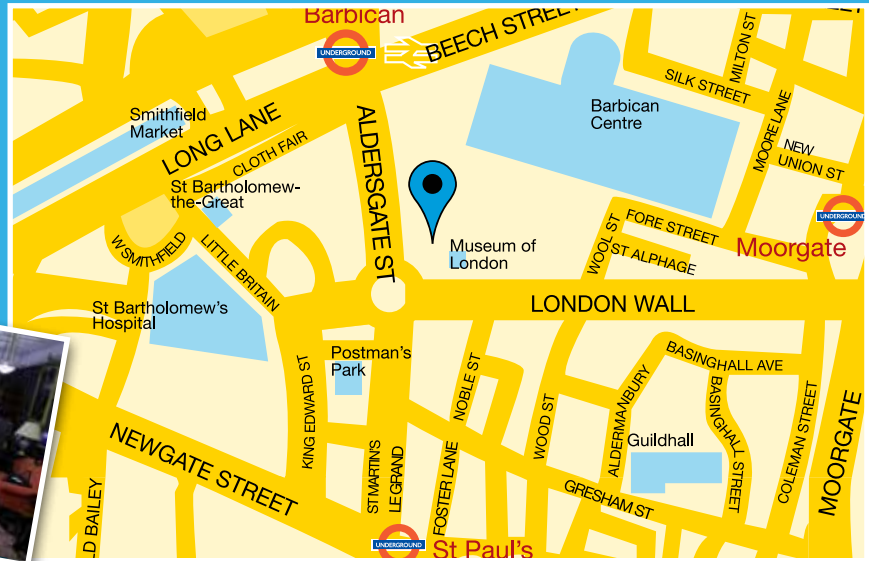 Barbican
UNDERGROUND
BEECH STREET
MILTON ST
SILK STREET
Smithfield
Market
LONG LANE
CLOTH FAIR
ALDERSGATE ST
Barbican
Centre
MOORE LANE
NEW
UNION ST
St Bartholomew-
the-Great
W SMITHFIELD
LITTLE BRITAIN
Museum of
London
WOOL ST
FORE STREET
ST ALPHAGE
UNDERGROUND
Moorgate
St Bartholomew's
Hospital
LONDON WALL
Postman's
Park
KING EDWARD ST
NOBLE ST
BASINGHALL AVE
ALDERMANBURY
BASINGHALL STREET
WOOD ST
COLEMAN STREET
MOORGATE
Guildhall
NEWGATE STREET
ST MARTIN'S
LE GRAND
FOSTER LANE
GRESHAM ST
LD BAILEY
UNDERGROUND
St Paul's